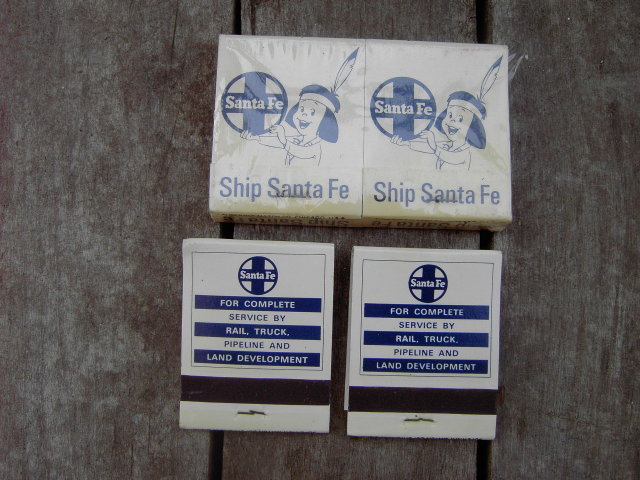 Santa Fe
Santa Fe
Ship Santa Fe
Ship Santa Fe
Santa Fe
FOR COMPLETE
SERVICE BY
RAIL, TRUCK,
PIPELINE AND
LAND DEVELOPMENT
Santa Fe
FOR COMPLETE
SERVICE BY
RAIL, TRUCK,
PIPELINE AND
LAND DEVELOPMENT